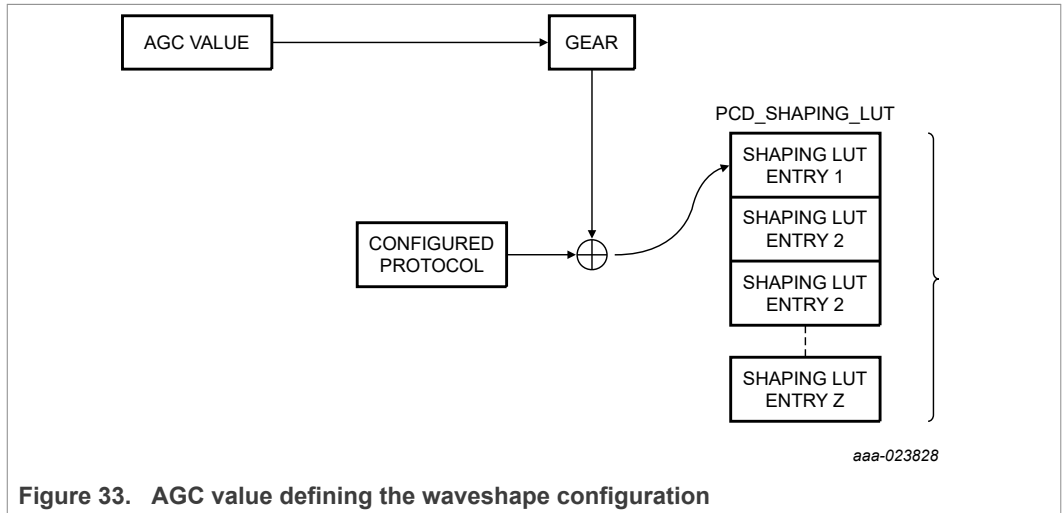 AGC VALUE
GEAR
PCD_SHAPING_LUT
SHAPING LUT
ENTRY 1
SHAPING LUT
ENTRY 2
SHAPING LUT
ENTRY 2
SHAPING LUT
ENTRY Z
CONFIGURED
PROTOCOL
aaa-023828
Figure 33. AGC value defining the waveshape configuration